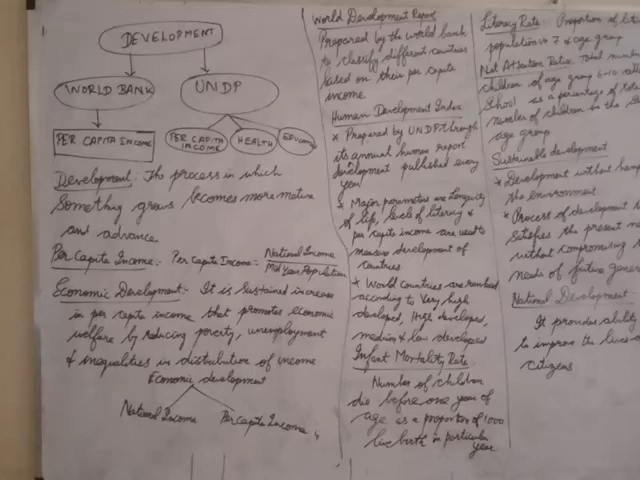 DEVELOPMENT
WORLD BANK
UNDP
PER CAPITA INCOME
PER CAPITA
INCOME
HEALTH
Development: The process in which
Something grows becomes more mature
and advance
Per Capita Income:- Per Capita Income= National Income
Mid Year Population
Economic Development:- It is sustained increase
in per capita income that promotes economic
welfare by reducing poverty, unemployment
& inequalities in distribution of income
Economic development
National Income
Per Capita Income
World Development Report
Prepared by the world bank
to classify different countries
based on their per capita
income
Human Development Index
* Prepared by UNDP through
its annual human report
development published every
year
* Major parameters are longivity
of life, level of literacy &
per capita income are used to
measure development of
countries
* World countries are ranked
according to Very high
developed, High developed,
medium & low developed
Infant Mortality Rate
Number of children
die before one year of
age as a proportion of 1000
live birth in particular
year
Literacy Rate:- Proportion of
population 7 & age group
Net Attention Ratio: Total
children of age group 6-10
School as a percentage of
number of children in the
age group
Sustainable development
* Development without
the environment
* Process of development
Satisfies the present
without compromising
needs of future
National Development-
It provides ability
to improve the lives
citizens